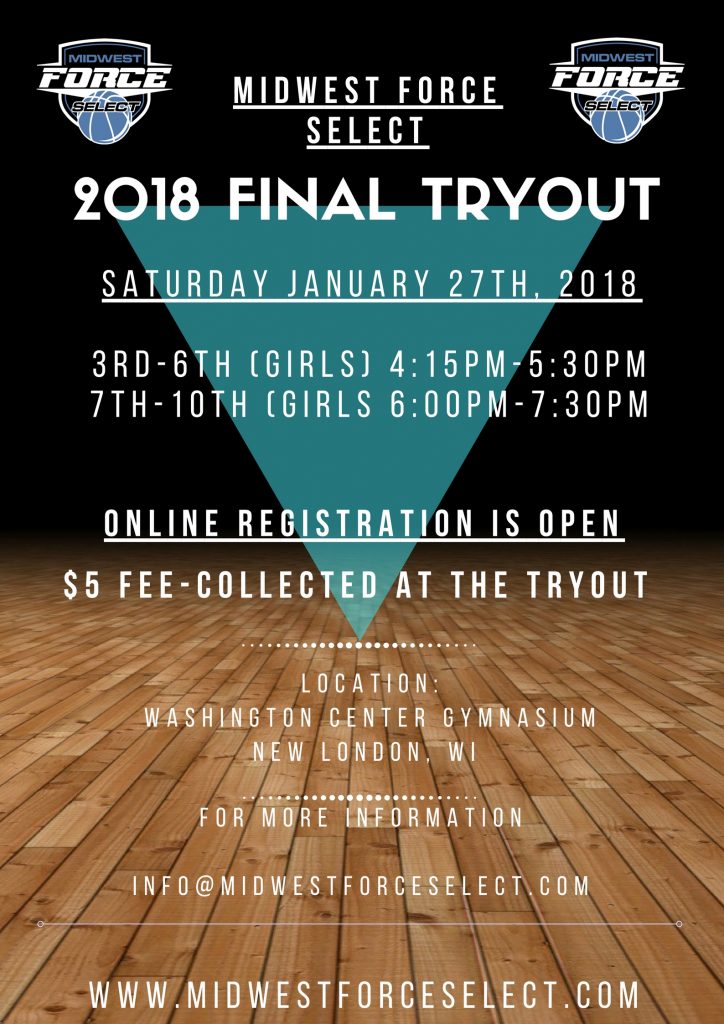 MIDWEST
FORCE
SELECT
MIDWEST
FORCE
SELECT
MIDWEST FORCE
SELECT
2018 FINAL TRYOUT
SATURDAY JANUARY 27TH, 2018
3RD-6TH (GIRLS) 4:15PM-5:30PM
7TH-10TH (GIRLS 6:00PM-7:30PM
ONLINE REGISTRATION IS OPEN
$5 FEE-COLLECTED AT THE TRYOUT
LOCATION:
WASHINGTON CENTER GYMNASIUM
NEW LONDON, WI
FOR MORE INFORMATION
INFO@MIDWESTFORCESELECT.COM
WWW.MIDWESTFORCESELECT.COM